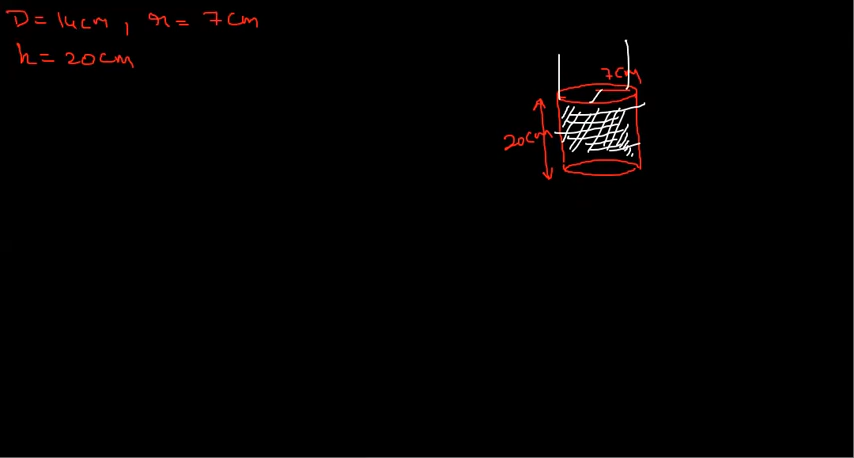 D = 14cm, r = 7cm
h = 20cm
7cm
20cm